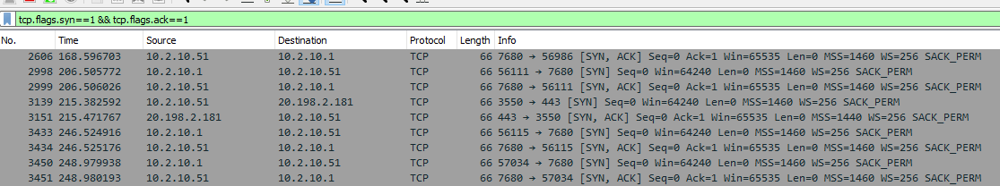 tcp.flags.syn==1 && tcp.flags.ack==1
No. Time Source Destination Protocol Length Info
2606 168.596703 10.2.10.51 10.2.10.1 TCP 66 7680 → 56986 [SYN, ACK] Seq=0 Ack=1 Win=65535 Len=0 MSS=1460 WS=256 SACK_PERM
2998 206.505772 10.2.10.1 10.2.10.51 TCP 66 56111 → 7680 [SYN] Seq=0 Win=64240 Len=0 MSS=1460 WS=256 SACK_PERM
2999 206.506026 10.2.10.51 10.2.10.1 TCP 66 7680 → 56111 [SYN, ACK] Seq=0 Ack=1 Win=65535 Len=0 MSS=1460 WS=256 SACK_PERM
3139 215.382592 10.2.10.51 20.198.2.181 TCP 66 3550 → 443 [SYN] Seq=0 Win=64240 Len=0 MSS=1460 WS=256 SACK_PERM
3151 215.471767 20.198.2.181 10.2.10.51 TCP 66 443 → 3550 [SYN, ACK] Seq=0 Ack=1 Win=65535 Len=0 MSS=1440 WS=256 SACK_PERM
3433 246.524916 10.2.10.1 10.2.10.51 TCP 66 56115 → 7680 [SYN] Seq=0 Win=64240 Len=0 MSS=1460 WS=256 SACK_PERM
3434 246.525176 10.2.10.51 10.2.10.1 TCP 66 7680 → 56115 [SYN, ACK] Seq=0 Ack=1 Win=65535 Len=0 MSS=1460 WS=256 SACK_PERM
3450 248.979938 10.2.10.1 10.2.10.51 TCP 66 57034 → 7680 [SYN] Seq=0 Win=64240 Len=0 MSS=1460 WS=256 SACK_PERM
3451 248.980193 10.2.10.51 10.2.10.1 TCP 66 7680 → 57034 [SYN, ACK] Seq=0 Ack=1 Win=65535 Len=0 MSS=1460 WS=256 SACK_PERM